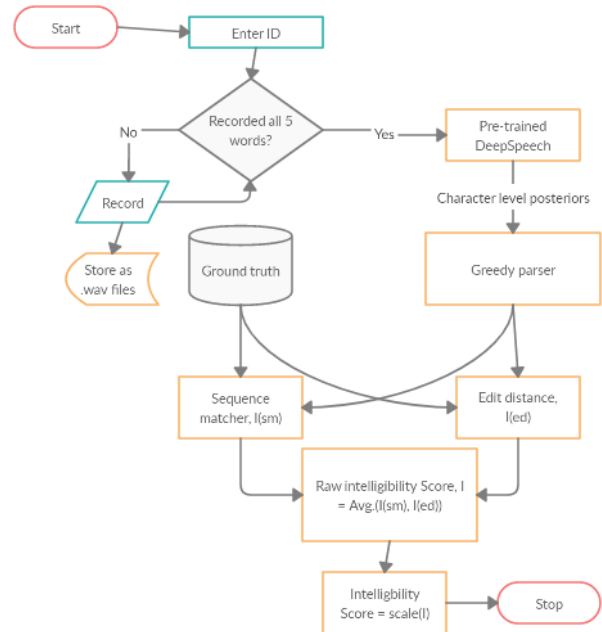 Start
Enter ID
Recorded all 5
words?
No
Yes
Pre-trained
DeepSpeech
Record
Character level posteriors
Store as
.wav files
Ground truth
Greedy parser
Sequence
matcher, I(sm)
Edit distance,
I(ed)
Raw intelligibility Score, I
= Avg.(I(sm), I(ed))
Intelligbility
Score = scale(I)
Stop